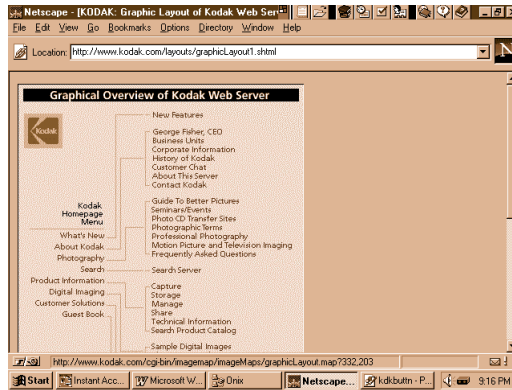 Netscape - [KODAK: Graphic Layout of Kodak Web Ser
File Edit View Go Bookmarks Options Directory Window Help
Location: http://www.kodak.com/layouts/graphicLayout1.shtml
N
Graphical Overview of Kodak Web Server
Kodak
New Features
George Fisher, CEO
Business Units
Corporate Information
History of Kodak
Customer Chat
About This Server
Contact Kodak
Kodak
Homepage
Menu
What's New
About Kodak
Photography
Search
Product Information
Digital Imaging
Customer Solutions
Guest Book
Guide To Better Pictures
Seminars/Events
Photo CD Transfer Sites
Photographic Terms
Professional Photography
Motion Picture and Television Imaging
Frequently Asked Questions
Search Server
Capture
Storage
Manage
Share
Technical Information
Search Product Catalog
Sample Digital Images
http://www.kodak.com/cgi-bin/imagemap/imageMaps/graphicLayout.map?332,203
Start Instant Acc... Microsoft W... Onix Netscape... kdkbuttn - P... 9:16 PM